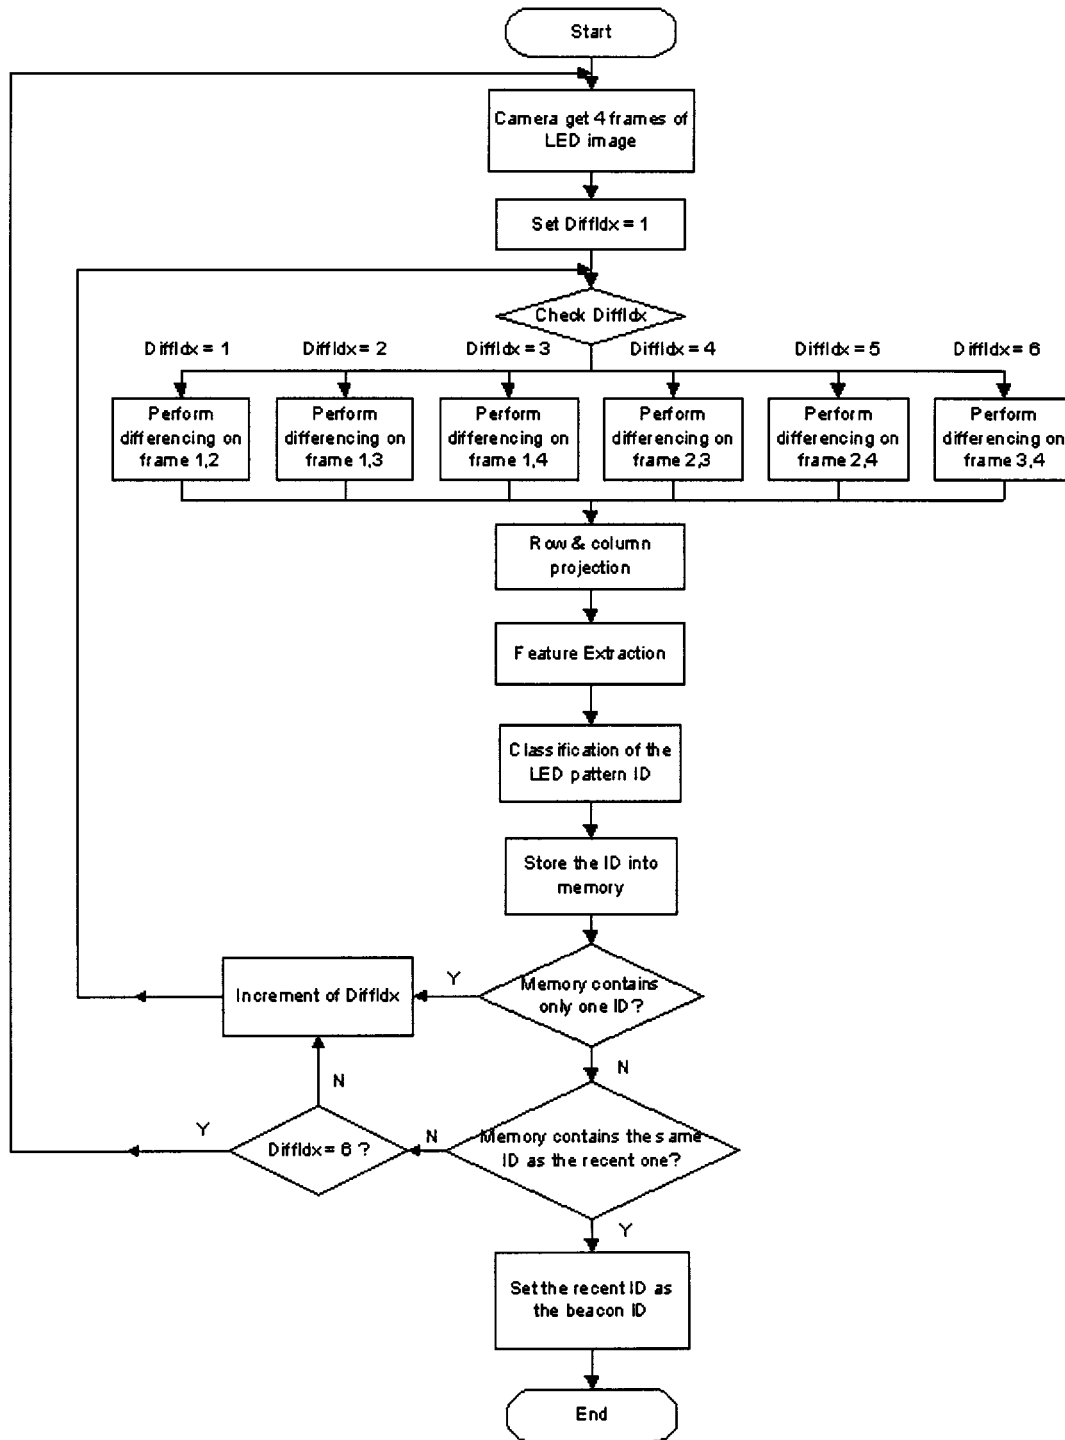 Start
Camera get 4 frames of
LED image
Set DiffIdx = 1
Check DiffIdx
DiffIdx = 1
DiffIdx = 2
DiffIdx = 3
DiffIdx = 4
DiffIdx = 5
DiffIdx = 6
Perform
differencing on
frame 1,2
Perform
differencing on
frame 1,3
Perform
differencing on
frame 1,4
Perform
differencing on
frame 2,3
Perform
differencing on
frame 2,4
Perform
differencing on
frame 3,4
Row & column
projection
Feature Extraction
Classification of the
LED pattern ID
Store the ID into
memory
Memory contains
only one ID?
Y
Increment of DiffIdx
N
Memory contains the same
ID as the recent one?
N
DiffIdx = 6 ?
N
Y
Y
Set the recent ID as
the beacon ID
End